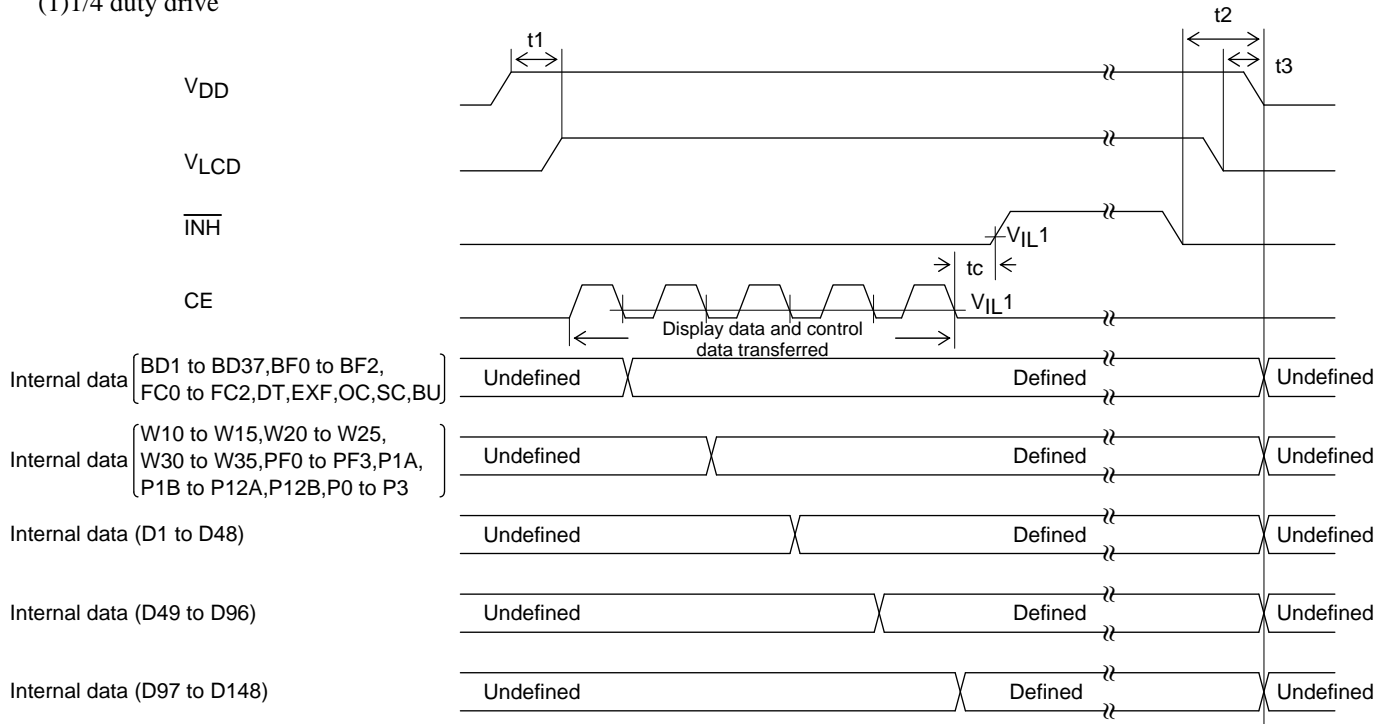 (1)1/4 duty drive
t1
t2
t3
VDD
VLCD
INH
VIL1
tc
CE
VIL1
Display data and control
data transferred
Internal data
BD1 to BD37,BF0 to BF2,
FC0 to FC2,DT,EXF,OC,SC,BU
Undefined
Defined
Undefined
Internal data
W10 to W15,W20 to W25,
W30 to W35,PF0 to PF3,P1A,
P1B to P12A,P12B,P0 to P3
Undefined
Defined
Undefined
Internal data (D1 to D48)
Undefined
Defined
Undefined
Internal data (D49 to D96)
Undefined
Defined
Undefined
Internal data (D97 to D148)
Undefined
Defined
Undefined